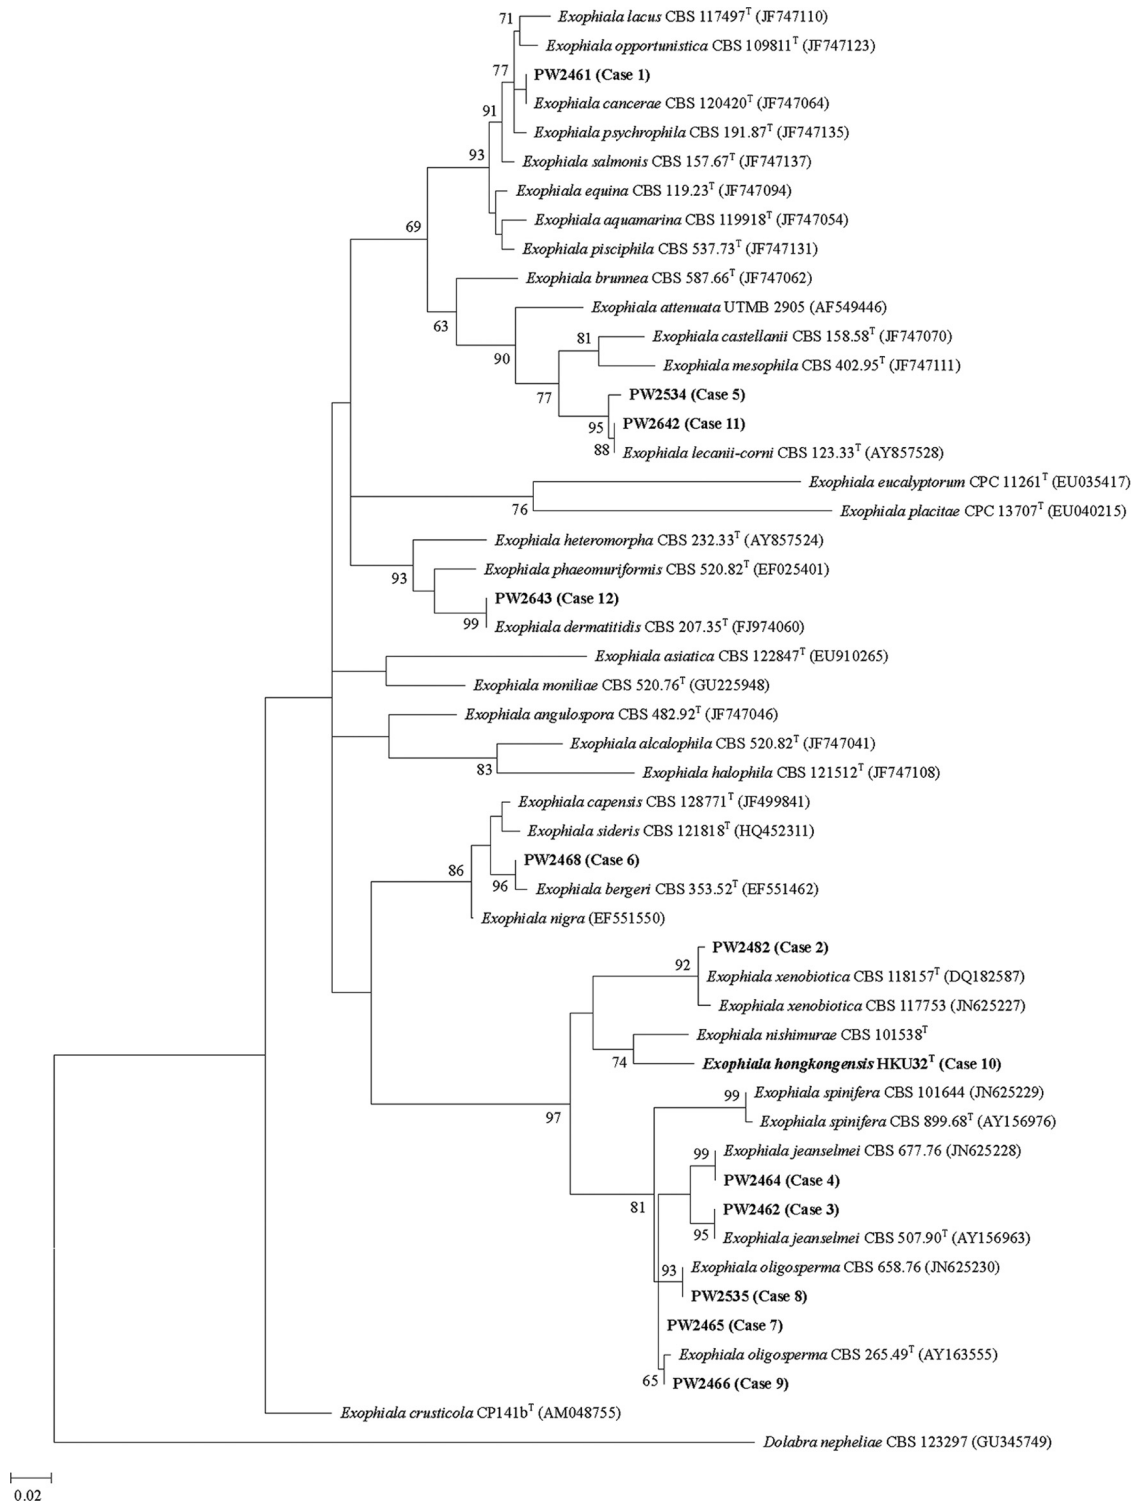 71
Exophiala lacus CBS 117497T (JF747110)
Exophiala opportunistica CBS 109811T (JF747123)
77
PW2461 (Case 1)
Exophiala cancerae CBS 120420T (JF747064)
91
Exophiala psychrophila CBS 191.87T (JF747135)
93
Exophiala salmonis CBS 157.67T (JF747137)
Exophiala equina CBS 119.23T (JF747094)
69
Exophiala aquamarina CBS 119918T (JF747054)
Exophiala pisciphila CBS 537.73T (JF747131)
Exophiala brunnea CBS 587.66T (JF747062)
63
Exophiala attenuata UTMB 2905 (AF549446)
90
81
Exophiala castellanii CBS 158.58T (JF747070)
Exophiala mesophila CBS 402.95T (JF747111)
77
PW2534 (Case 5)
95
PW2642 (Case 11)
88
Exophiala lecanii-corni CBS 123.33T (AY857528)
Exophiala eucalyptorum CPC 11261T (EU035417)
76
Exophiala placitae CPC 13707T (EU040215)
Exophiala heteromorpha CBS 232.33T (AY857524)
93
Exophiala phaeomuriformis CBS 520.82T (EF025401)
PW2643 (Case 12)
99
Exophiala dermatitidis CBS 207.35T (FJ974060)
Exophiala asiatica CBS 122847T (EU910265)
Exophiala moniliae CBS 520.76T (GU225948)
Exophiala angulospora CBS 482.92T (JF747046)
Exophiala alcalophila CBS 520.82T (JF747041)
83
Exophiala halophila CBS 121512T (JF747108)
Exophiala capensis CBS 128771T (JF499841)
Exophiala sideris CBS 121818T (HQ452311)
86
PW2468 (Case 6)
96
Exophiala bergeri CBS 353.52T (EF551462)
Exophiala nigra (EF551550)
PW2482 (Case 2)
92
Exophiala xenobiotica CBS 118157T (DQ182587)
Exophiala xenobiotica CBS 117753 (JN625227)
Exophiala nishimurae CBS 101538T
74
Exophiala hongkongensis HKU32T (Case 10)
97
99
Exophiala spinifera CBS 101644 (JN625229)
Exophiala spinifera CBS 899.68T (AY156976)
99
Exophiala jeanselmei CBS 677.76 (JN625228)
PW2464 (Case 4)
81
PW2462 (Case 3)
95
Exophiala jeanselmei CBS 507.90T (AY156963)
93
Exophiala oligosperma CBS 658.76 (JN625230)
PW2535 (Case 8)
PW2465 (Case 7)
Exophiala oligosperma CBS 265.49T (AY163555)
65
PW2466 (Case 9)
Exophiala crusticola CP141bT (AM048755)
Dolabra nepheliae CBS 123297 (GU345749)
0.02